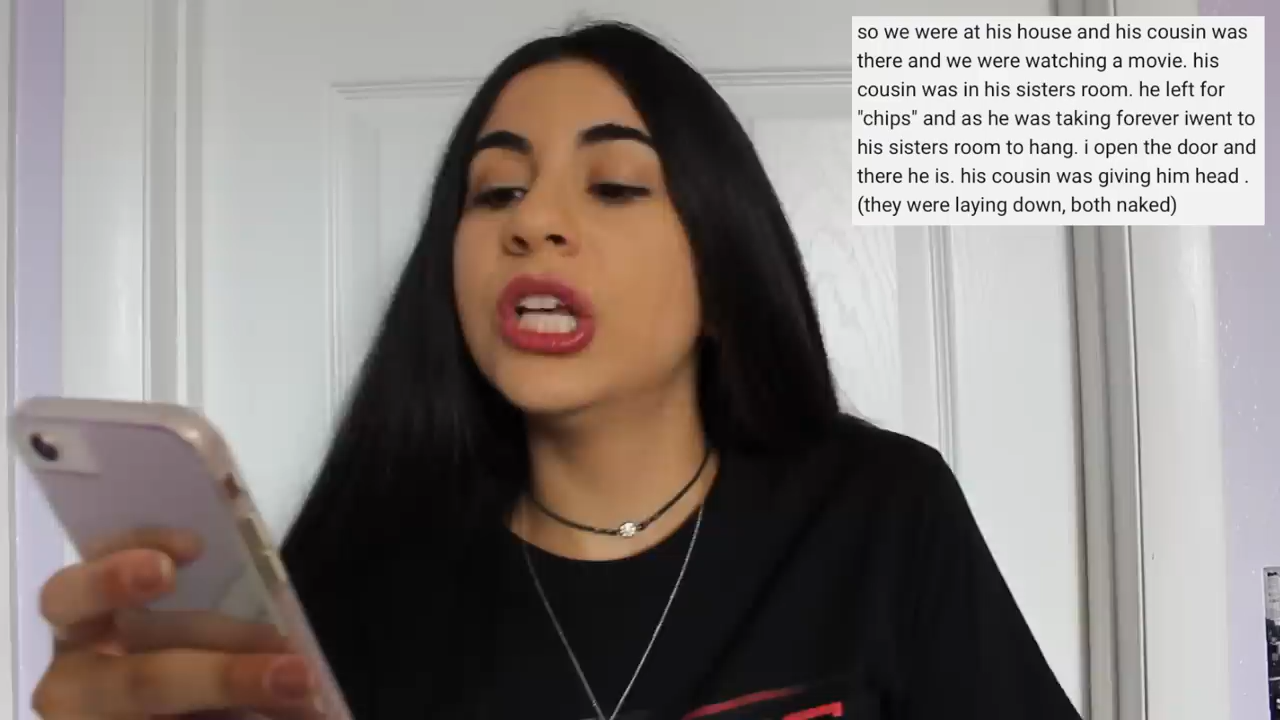 so we were at his house and his cousin was
there and we were watching a movie. his
cousin was in his sisters room. he left for
"chips" and as he was taking forever iwent to
his sisters room to hang. i open the door and
there he is. his cousin was giving him head .
(they were laying down, both naked)